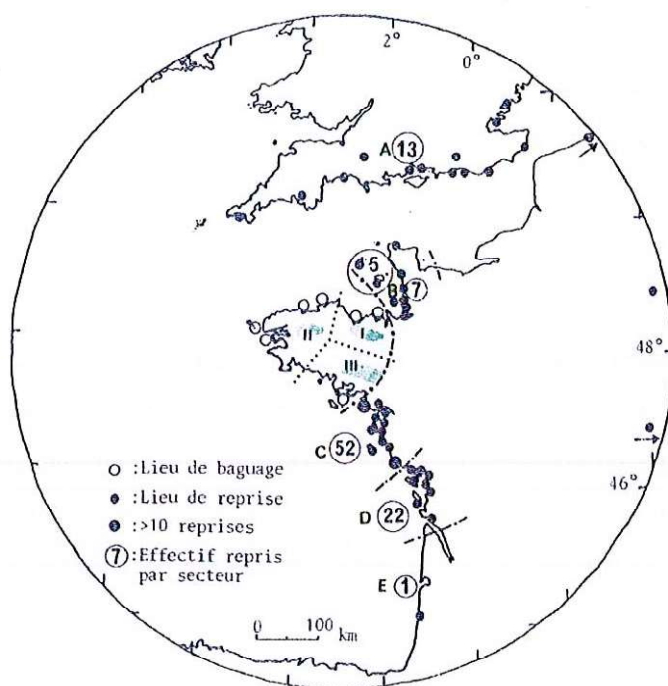 2°
0°
A 13
5
B 7
I
II
48°
III
C 52
○ :Lieu de baguage
● :Lieu de reprise
46°
● :>10 reprises
D 22
7 :Effectif repris
par secteur
E 1
0 100
km